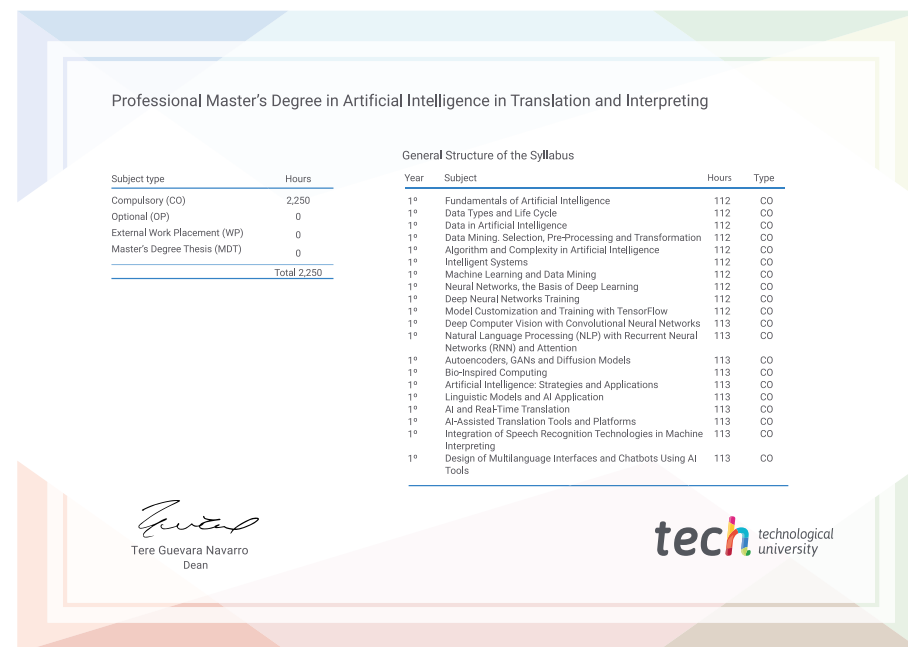 Professional Master's Degree in Artificial Intelligence in Translation and Interpreting
Subject type Hours
Compulsory (CO) 2,250
Optional (OP) 0
External Work Placement (WP) 0
Master's Degree Thesis (MDT) 0
Total 2,250
General Structure of the Syllabus
Year Subject Hours Type
1º Fundamentals of Artificial Intelligence 112 CO
1º Data Types and Life Cycle 112 CO
1º Data in Artificial Intelligence 112 CO
1º Data Mining. Selection, Pre-Processing and Transformation 112 CO
1º Algorithm and Complexity in Artificial Intelligence 112 CO
1º Intelligent Systems 112 CO
1º Machine Learning and Data Mining 112 CO
1º Neural Networks, the Basis of Deep Learning 112 CO
1º Deep Neural Networks Training 112 CO
1º Model Customization and Training with TensorFlow 112 CO
1º Deep Computer Vision with Convolutional Neural Networks 113 CO
1º Natural Language Processing (NLP) with Recurrent Neural 113 CO
Networks (RNN) and Attention
1º Autoencoders, GANs and Diffusion Models 113 CO
1º Bio-Inspired Computing 113 CO
1º Artificial Intelligence: Strategies and Applications 113 CO
1º Linguistic Models and AI Application 113 CO
1º AI and Real-Time Translation 113 CO
1º AI-Assisted Translation Tools and Platforms 113 CO
1º Integration of Speech Recognition Technologies in Machine 113 CO
Interpreting
1º Design of Multilanguage Interfaces and Chatbots Using AI 113 CO
Tools
Tere Guevara Navarro
Dean
tech technological
university